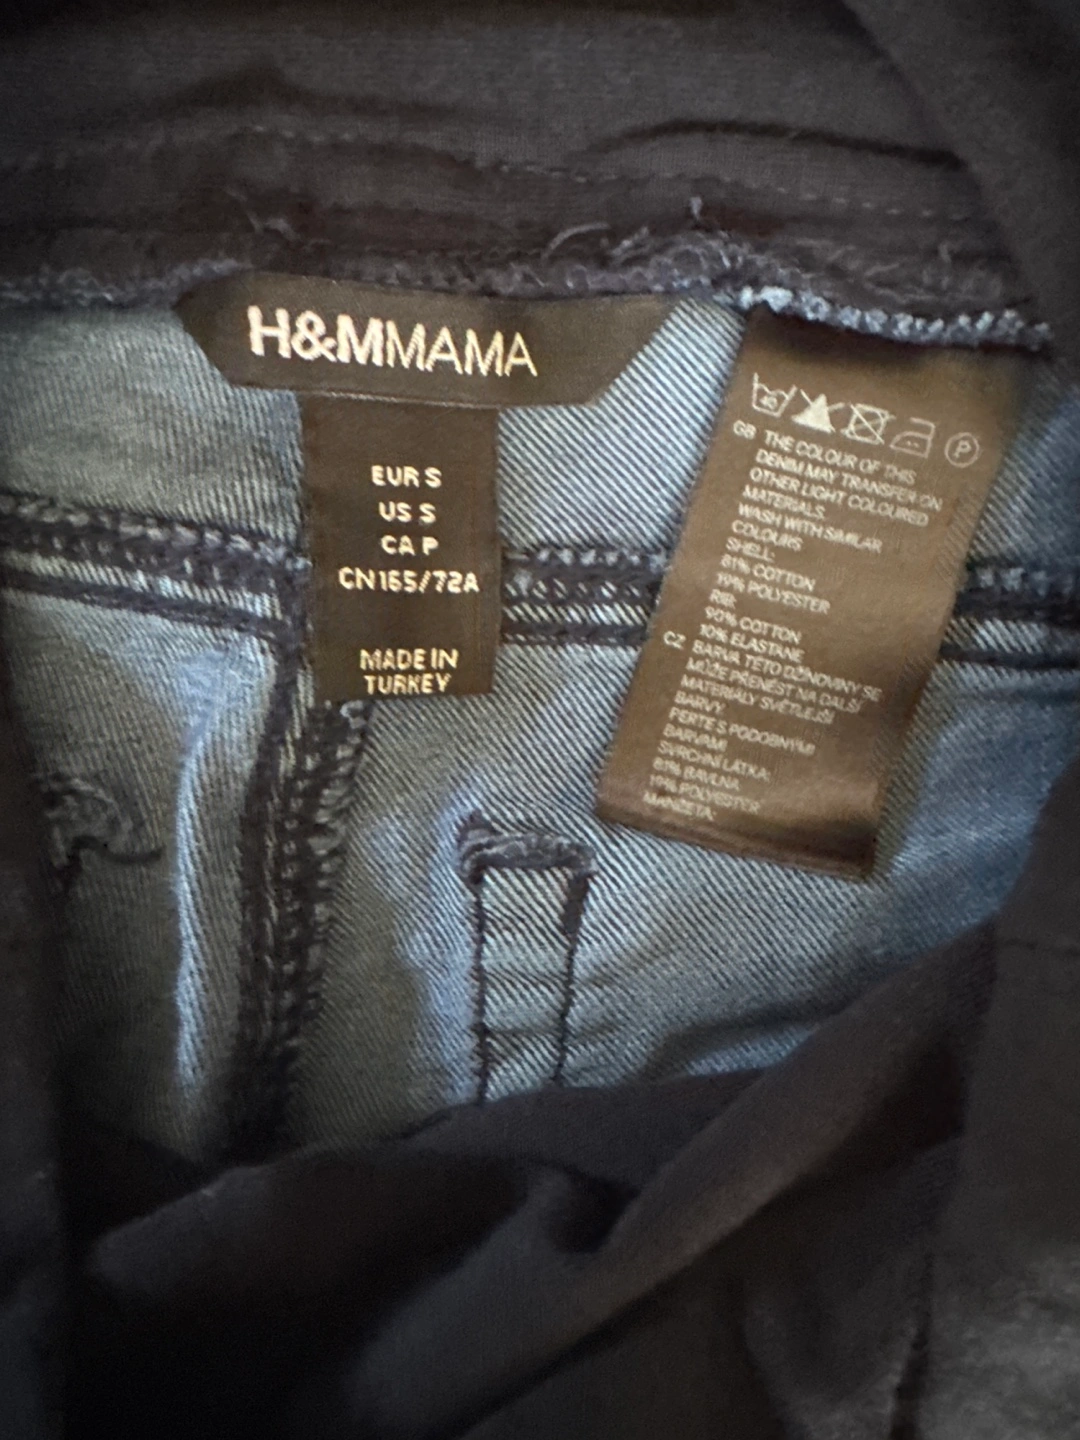 H&MMAMA
EUR S
US S
CA P
CN 165/72A
MADE IN
TURKEY
40
P
GB THE COLOUR OF THIS
DENIM MAY TRANSFER ON
OTHER LIGHT COLOURED
MATERIALS.
WASH WITH SIMILAR
COLOURS
SHELL:
81% COTTON
19% POLYESTER
RIB:
90% COTTON
10% ELASTANE
CZ BARVA TÉTO DŽÍNOVINY SE
MŮŽE PŘENÉST NA DALŠÍ
MATERIÁLY SVĚTLEJŠÍ
BARVY.
PERTE S PODOBNÝMI
BARVAMI
SVRCHNÍ LÁTKA:
81% BAVLNA
19% POLYESTER
MANŽETA: